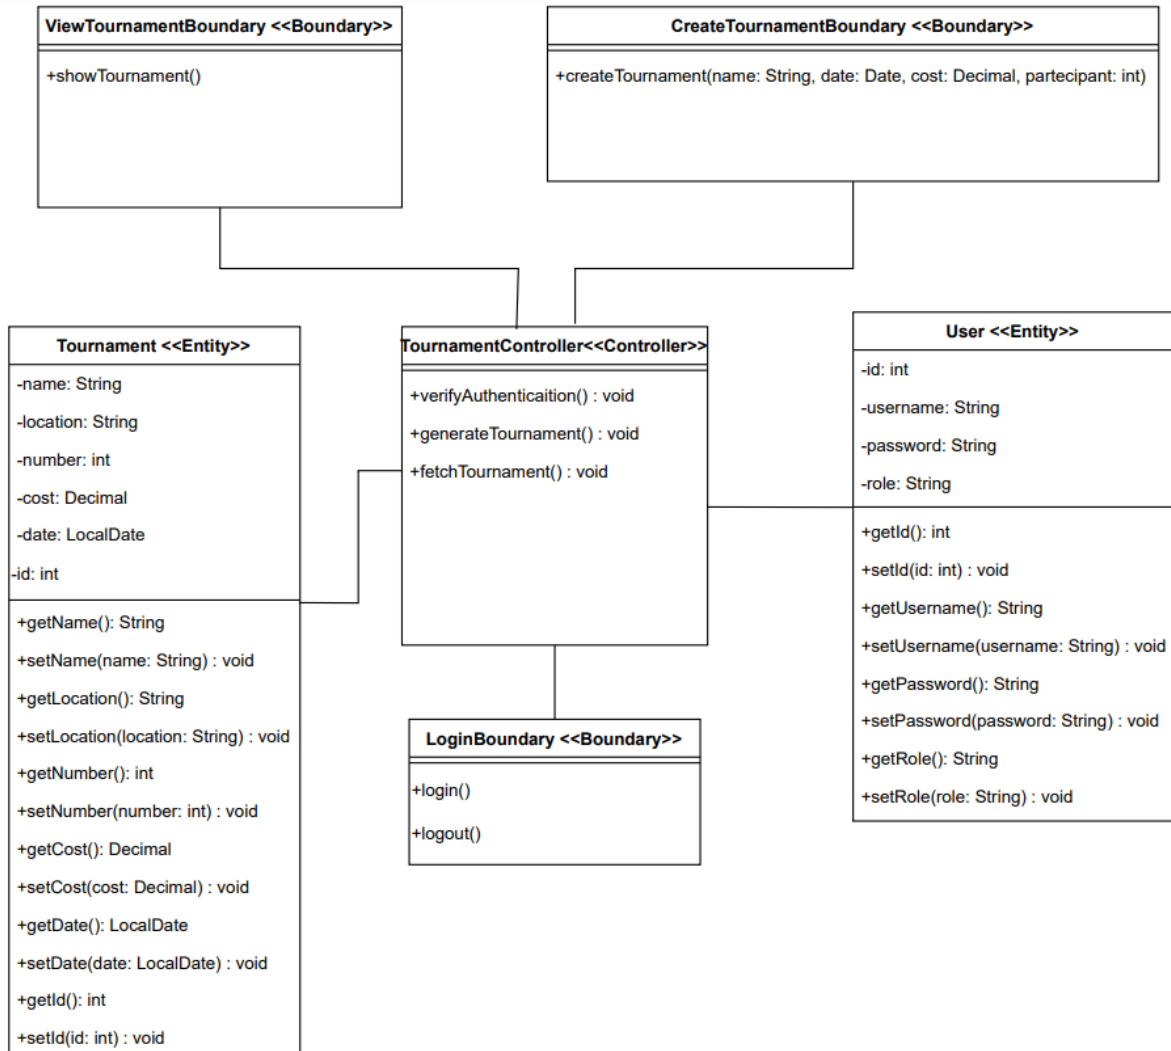 ViewTournamentBoundary <<Boundary>>
+showTournament()
CreateTournamentBoundary <<Boundary>>
+createTournament(name: String, date: Date, cost: Decimal, partecipant: int)
Tournament <<Entity>>
-name: String
-location: String
-number: int
-cost: Decimal
-date: LocalDate
-id: int
+getName(): String
+setName(name: String) : void
+getLocation(): String
+setLocation(location: String) : void
+getNumber(): int
+setNumber(number: int) : void
+getCost(): Decimal
+setCost(cost: Decimal) : void
+getDate(): LocalDate
+setDate(date: LocalDate) : void
+getId(): int
+setId(id: int) : void
TournamentController<<Controller>>
+verifyAuthenticaition() : void
+generateTournament() : void
+fetchTournament() : void
LoginBoundary <<Boundary>>
+login()
+logout()
User <<Entity>>
-id: int
-username: String
-password: String
-role: String
+getId(): int
+setId(id: int) : void
+getUsername(): String
+setUsername(username: String) : void
+getPassword(): String
+setPassword(password: String) : void
+getRole(): String
+setRole(role: String) : void